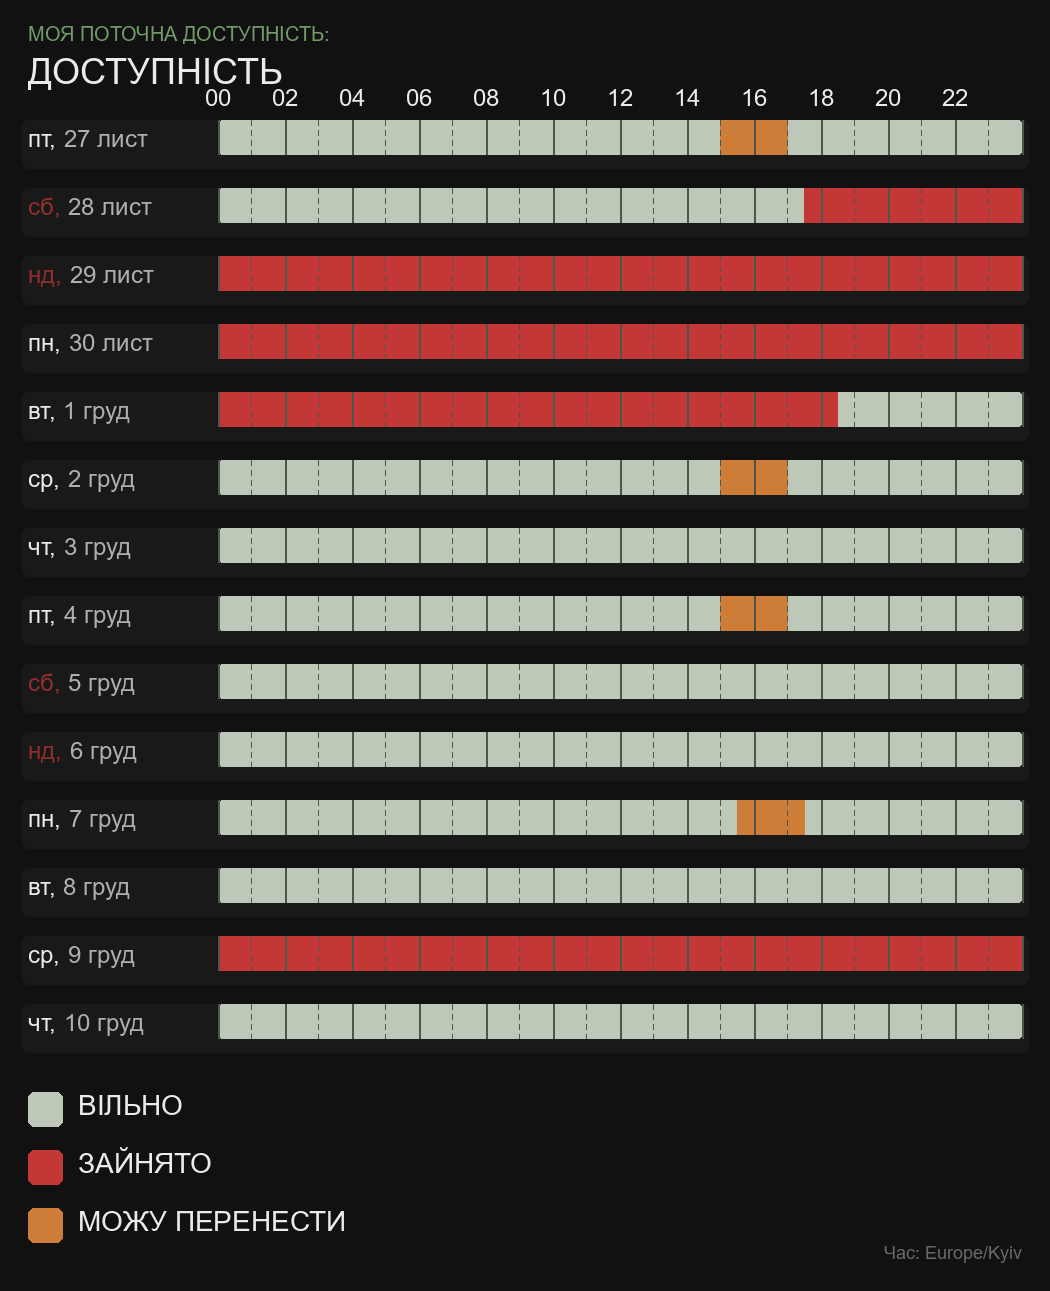 МОЯ ПОТОЧНА ДОСТУПНІСТЬ:
ДОСТУПНІСТЬ
00 02 04 06 08 10 12 14 16 18 20 22
пт, 27 лист
сб, 28 лист
нд, 29 лист
пн, 30 лист
вт, 1 груд
ср, 2 груд
чт, 3 груд
пт, 4 груд
сб, 5 груд
нд, 6 груд
пн, 7 груд
вт, 8 груд
ср, 9 груд
чт, 10 груд
ВІЛЬНО
ЗАЙНЯТО
МОЖУ ПЕРЕНЕСТИ
Час: Europe/Kyiv